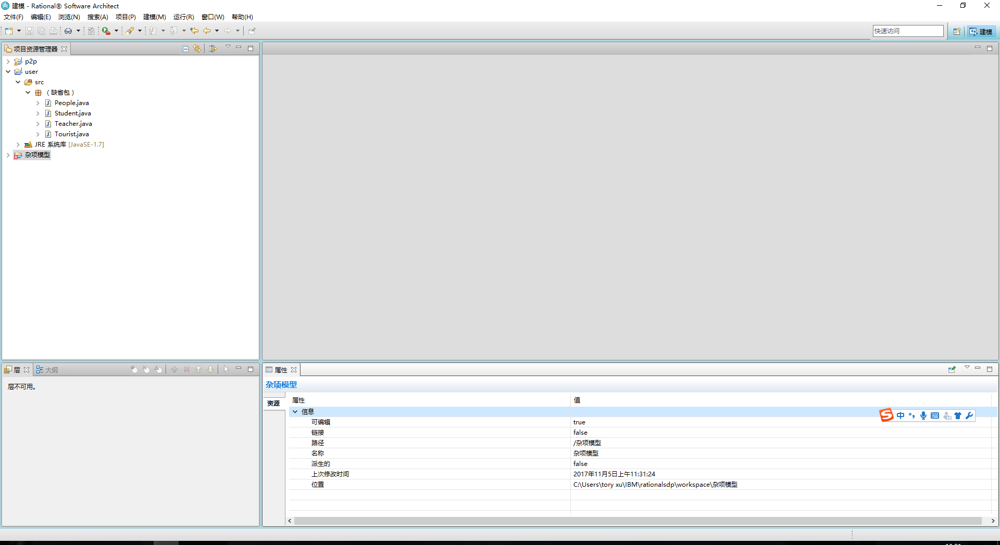 建模 - Rational® Software Architect
文件(F) 编辑(E) 浏览(N) 搜索(A) 项目(P) 建模(M) 运行(R) 窗口(W) 帮助(H)
快速访问
建模
项目资源管理器
p2p
user
src
（缺省包）
People.java
Student.java
Teacher.java
Tourist.java
JRE 系统库 [JavaSE-1.7]
杂项模型
层
大纲
层不可用。
属性
杂项模型
资源
属性 值
信息
中
可编辑 true
链接 false
路径 /杂项模型
名称 杂项模型
派生的 false
上次修改时间 2017年11月5日上午11:31:24
位置 C:\Users\tory xu\IBM\rationalsdp\workspace\杂项模型